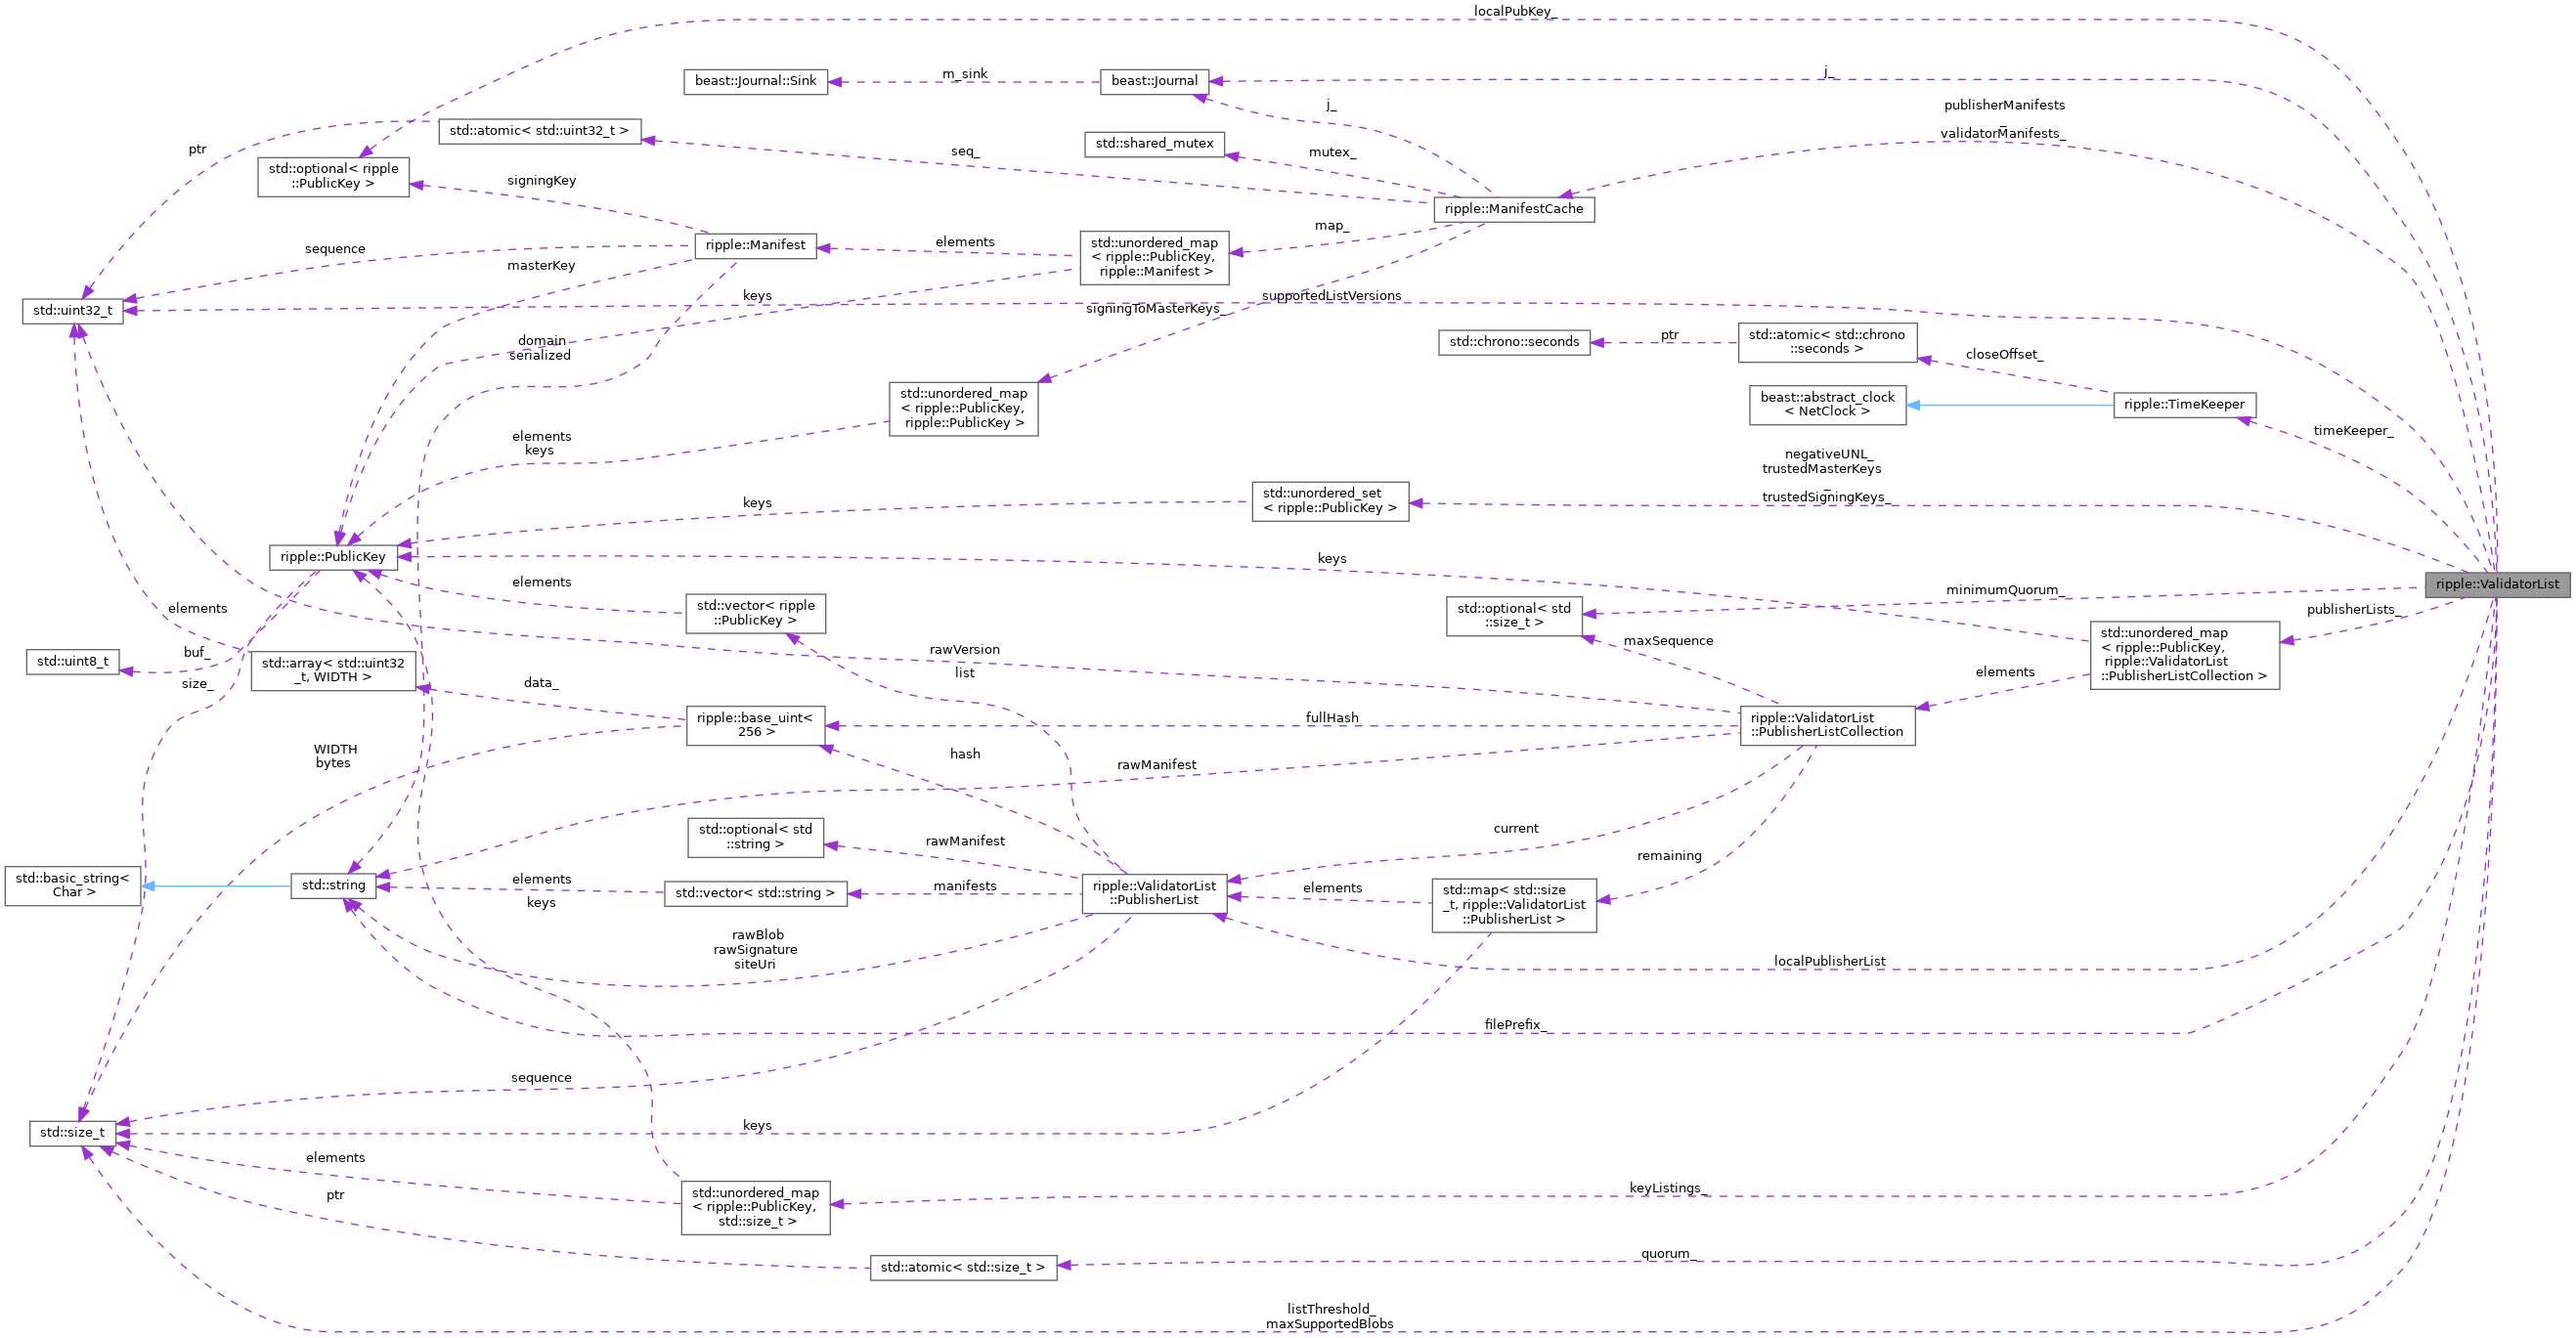 localPubKey_
beast::Journal::Sink
m_sink
beast::Journal
j_
publisherManifests
_
validatorManifests_
j_
std::atomic< std::uint32_t >
std::shared_mutex
mutex_
ptr
seq_
std::optional< ripple
::PublicKey >
signingKey
ripple::ManifestCache
map_
sequence
ripple::Manifest
elements
std::unordered_map
< ripple::PublicKey,
ripple::Manifest >
masterKey
std::uint32_t
keys
supportedListVersions
signingToMasterKeys_
domain
serialized
std::chrono::seconds
ptr
std::atomic< std::chrono
::seconds >
closeOffset_
std::unordered_map
< ripple::PublicKey,
ripple::PublicKey >
beast::abstract_clock
< NetClock >
ripple::TimeKeeper
timeKeeper_
elements
keys
negativeUNL_
trustedMasterKeys
_
trustedSigningKeys_
keys
std::unordered_set
< ripple::PublicKey >
ripple::PublicKey
keys
ripple::ValidatorList
elements
minimumQuorum_
elements
std::vector< ripple
::PublicKey >
std::optional< std
::size_t >
publisherLists_
maxSequence
std::unordered_map
< ripple::PublicKey,
ripple::ValidatorList
::PublisherListCollection >
buf_
std::uint8_t
std::array< std::uint32
_t, WIDTH >
rawVersion
list
elements
size_
data_
ripple::base_uint<
256 >
fullHash
ripple::ValidatorList
::PublisherListCollection
WIDTH
bytes
hash
rawManifest
std::optional< std
::string >
rawManifest
current
remaining
std::basic_string<
Char >
std::string
elements
keys
std::vector< std::string >
manifests
ripple::ValidatorList
::PublisherList
elements
std::map< std::size
_t, ripple::ValidatorList
::PublisherList >
rawBlob
rawSignature
siteUri
localPublisherList
filePrefix_
sequence
std::size_t
keys
elements
ptr
std::unordered_map
< ripple::PublicKey,
std::size_t >
keyListings_
std::atomic< std::size_t >
quorum_
listThreshold_
maxSupportedBlobs